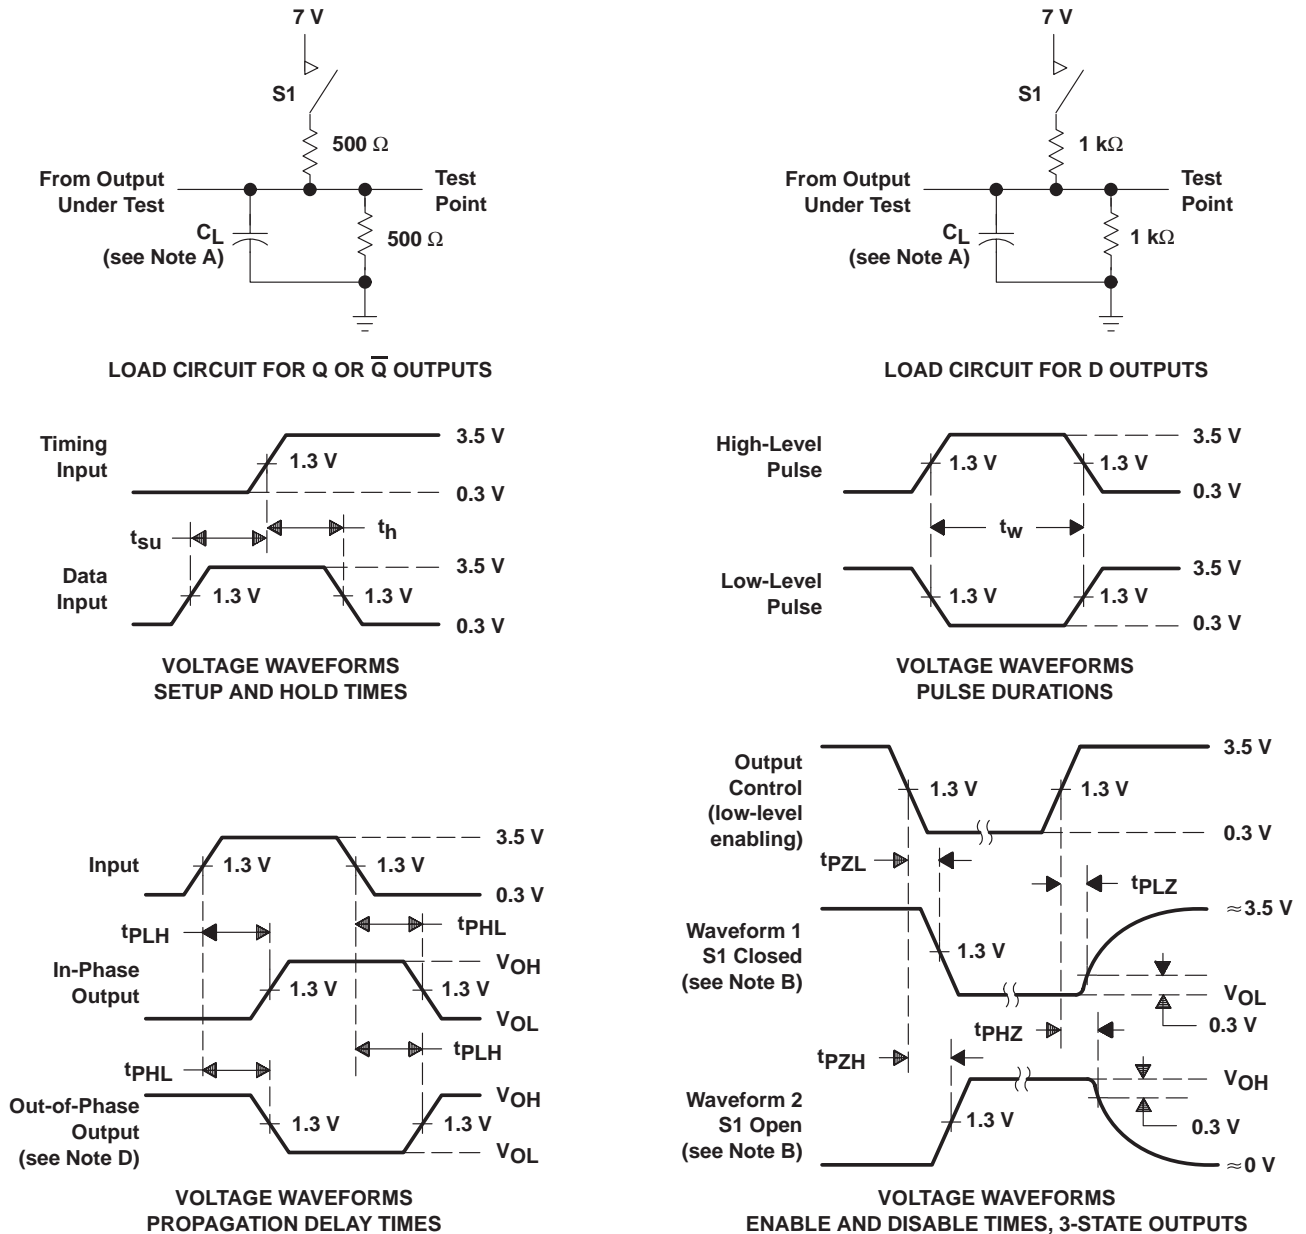 7 V
S1
500 Ω
From Output
Under Test
Test
Point
CL
(see Note A)
500 Ω
LOAD CIRCUIT FOR Q OR Q̅ OUTPUTS
7 V
S1
1 kΩ
From Output
Under Test
Test
Point
CL
(see Note A)
1 kΩ
LOAD CIRCUIT FOR D OUTPUTS
Timing
Input
3.5 V
1.3 V
0.3 V
tsu
th
Data
Input
3.5 V
1.3 V
1.3 V
0.3 V
VOLTAGE WAVEFORMS
SETUP AND HOLD TIMES
High-Level
Pulse
3.5 V
1.3 V
1.3 V
0.3 V
tw
Low-Level
Pulse
3.5 V
1.3 V
1.3 V
0.3 V
VOLTAGE WAVEFORMS
PULSE DURATIONS
Input
3.5 V
1.3 V
1.3 V
0.3 V
tPLH
tPHL
In-Phase
Output
VOH
1.3 V
1.3 V
VOL
tPHL
tPLH
Out-of-Phase
Output
(see Note D)
VOH
1.3 V
1.3 V
VOL
VOLTAGE WAVEFORMS
PROPAGATION DELAY TIMES
Output
Control
(low-level
enabling)
3.5 V
1.3 V
1.3 V
0.3 V
tPZL
tPLZ
Waveform 1
S1 Closed
(see Note B)
≈3.5 V
1.3 V
VOL
0.3 V
tPHZ
tPZH
Waveform 2
S1 Open
(see Note B)
VOH
1.3 V
0.3 V
≈0 V
VOLTAGE WAVEFORMS
ENABLE AND DISABLE TIMES, 3-STATE OUTPUTS